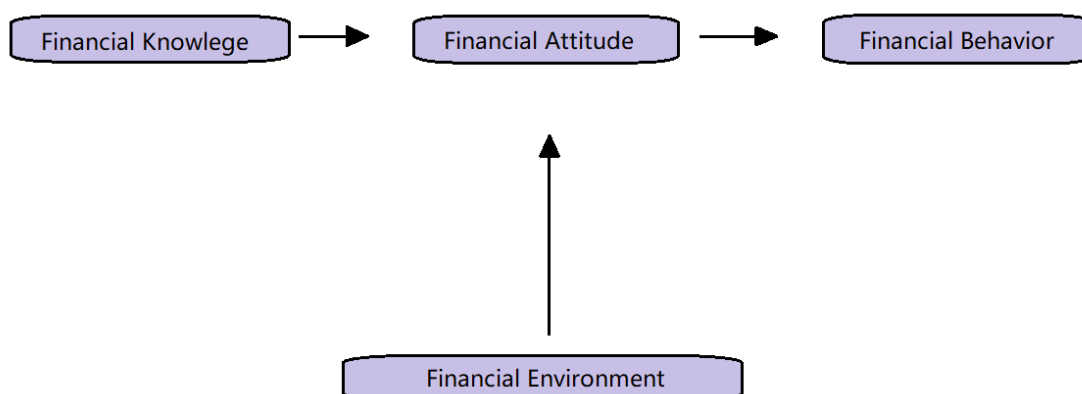 Financial Knowlege
Financial Attitude
Financial Behavior
Financial Environment